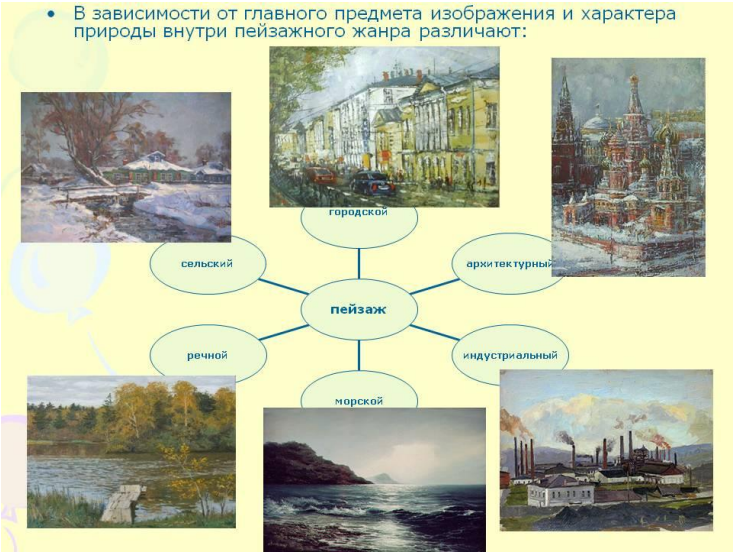 • В зависимости от главного предмета изображения и характера
природы внутри пейзажного жанра различают:
городской
сельский
архитектурный
пейзаж
речной
индустриальный
морской